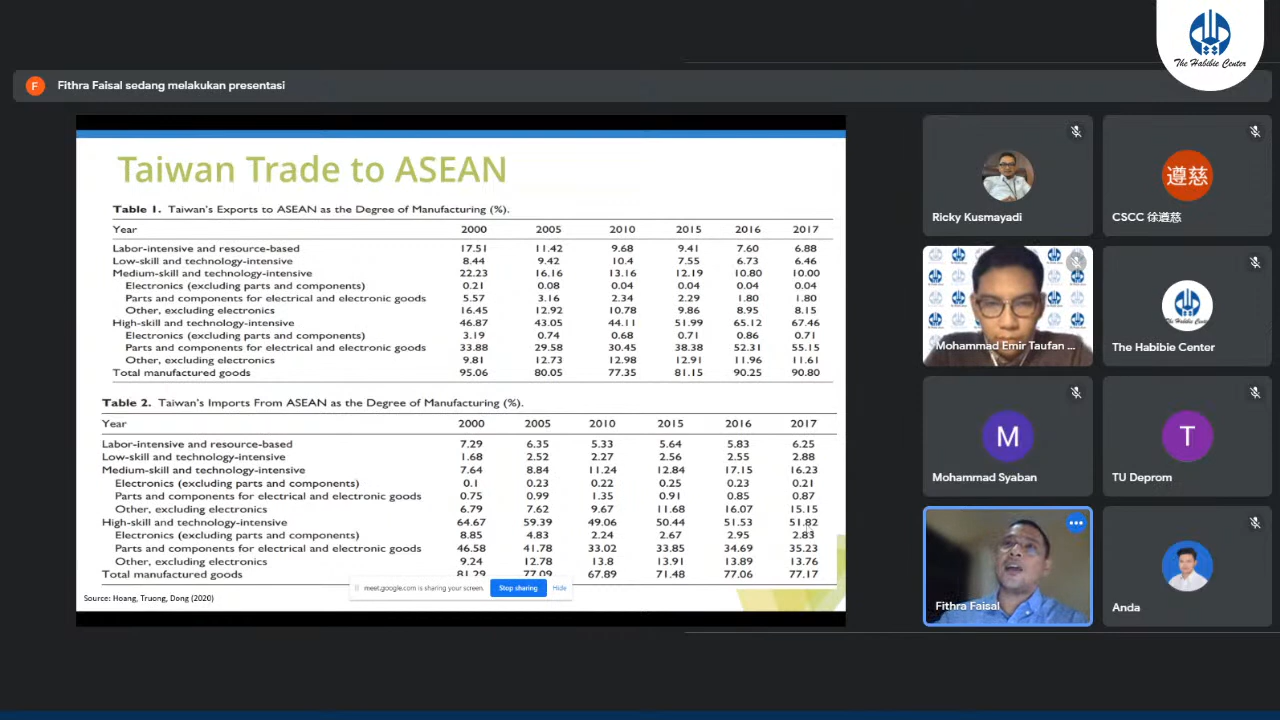 The Habibie Center
F Fithra Faisal sedang melakukan presentasi
Taiwan Trade to ASEAN
Table 1. Taiwan's Exports to ASEAN as the Degree of Manufacturing (%).
Year 2000 2005 2010 2015 2016 2017
Labor-intensive and resource-based 17.51 11.42 9.68 9.41 7.60 6.88
Low-skill and technology-intensive 8.44 9.42 10.4 7.55 6.73 6.46
Medium-skill and technology-intensive 22.23 16.16 13.16 12.19 10.80 10.00
Electronics (excluding parts and components) 0.21 0.08 0.04 0.04 0.04 0.04
Parts and components for electrical and electronic goods 5.57 3.16 2.34 2.29 1.80 1.80
Other, excluding electronics 16.45 12.92 10.78 9.86 8.95 8.15
High-skill and technology-intensive 46.87 43.05 44.11 51.99 65.12 67.46
Electronics (excluding parts and components) 3.19 0.74 0.68 0.71 0.86 0.71
Parts and components for electrical and electronic goods 33.88 29.58 30.45 38.38 52.31 55.15
Other, excluding electronics 9.81 12.73 12.98 12.91 11.96 11.61
Total manufactured goods 95.06 80.05 77.35 81.15 90.25 90.80
Table 2. Taiwan's Imports From ASEAN as the Degree of Manufacturing (%).
Year 2000 2005 2010 2015 2016 2017
Labor-intensive and resource-based 7.29 6.35 5.33 5.64 5.83 6.25
Low-skill and technology-intensive 1.68 2.52 2.27 2.56 2.55 2.88
Medium-skill and technology-intensive 7.64 8.84 11.24 12.84 17.15 16.23
Electronics (excluding parts and components) 0.1 0.23 0.22 0.25 0.23 0.21
Parts and components for electrical and electronic goods 0.75 0.99 1.35 0.91 0.85 0.87
Other, excluding electronics 6.79 7.62 9.67 11.68 16.07 15.15
High-skill and technology-intensive 64.67 59.39 49.06 50.44 51.53 51.82
Electronics (excluding parts and components) 8.85 4.83 2.24 2.67 2.95 2.83
Parts and components for electrical and electronic goods 46.58 41.78 33.02 33.85 34.69 35.23
Other, excluding electronics 9.24 12.78 13.8 13.91 13.89 13.76
Total manufactured goods 81.29 77.09 67.89 71.48 77.06 77.17
meet.google.com is sharing your screen. Stop sharing Hide
Source: Hoang, Truong, Dong (2020)
Ricky Kusmayadi
遵慈
CSCC 徐遵慈
Mohammad Emir Taufan ...
The Habibie Center
M
Mohammad Syaban
T
TU Deprom
Fithra Faisal
Anda